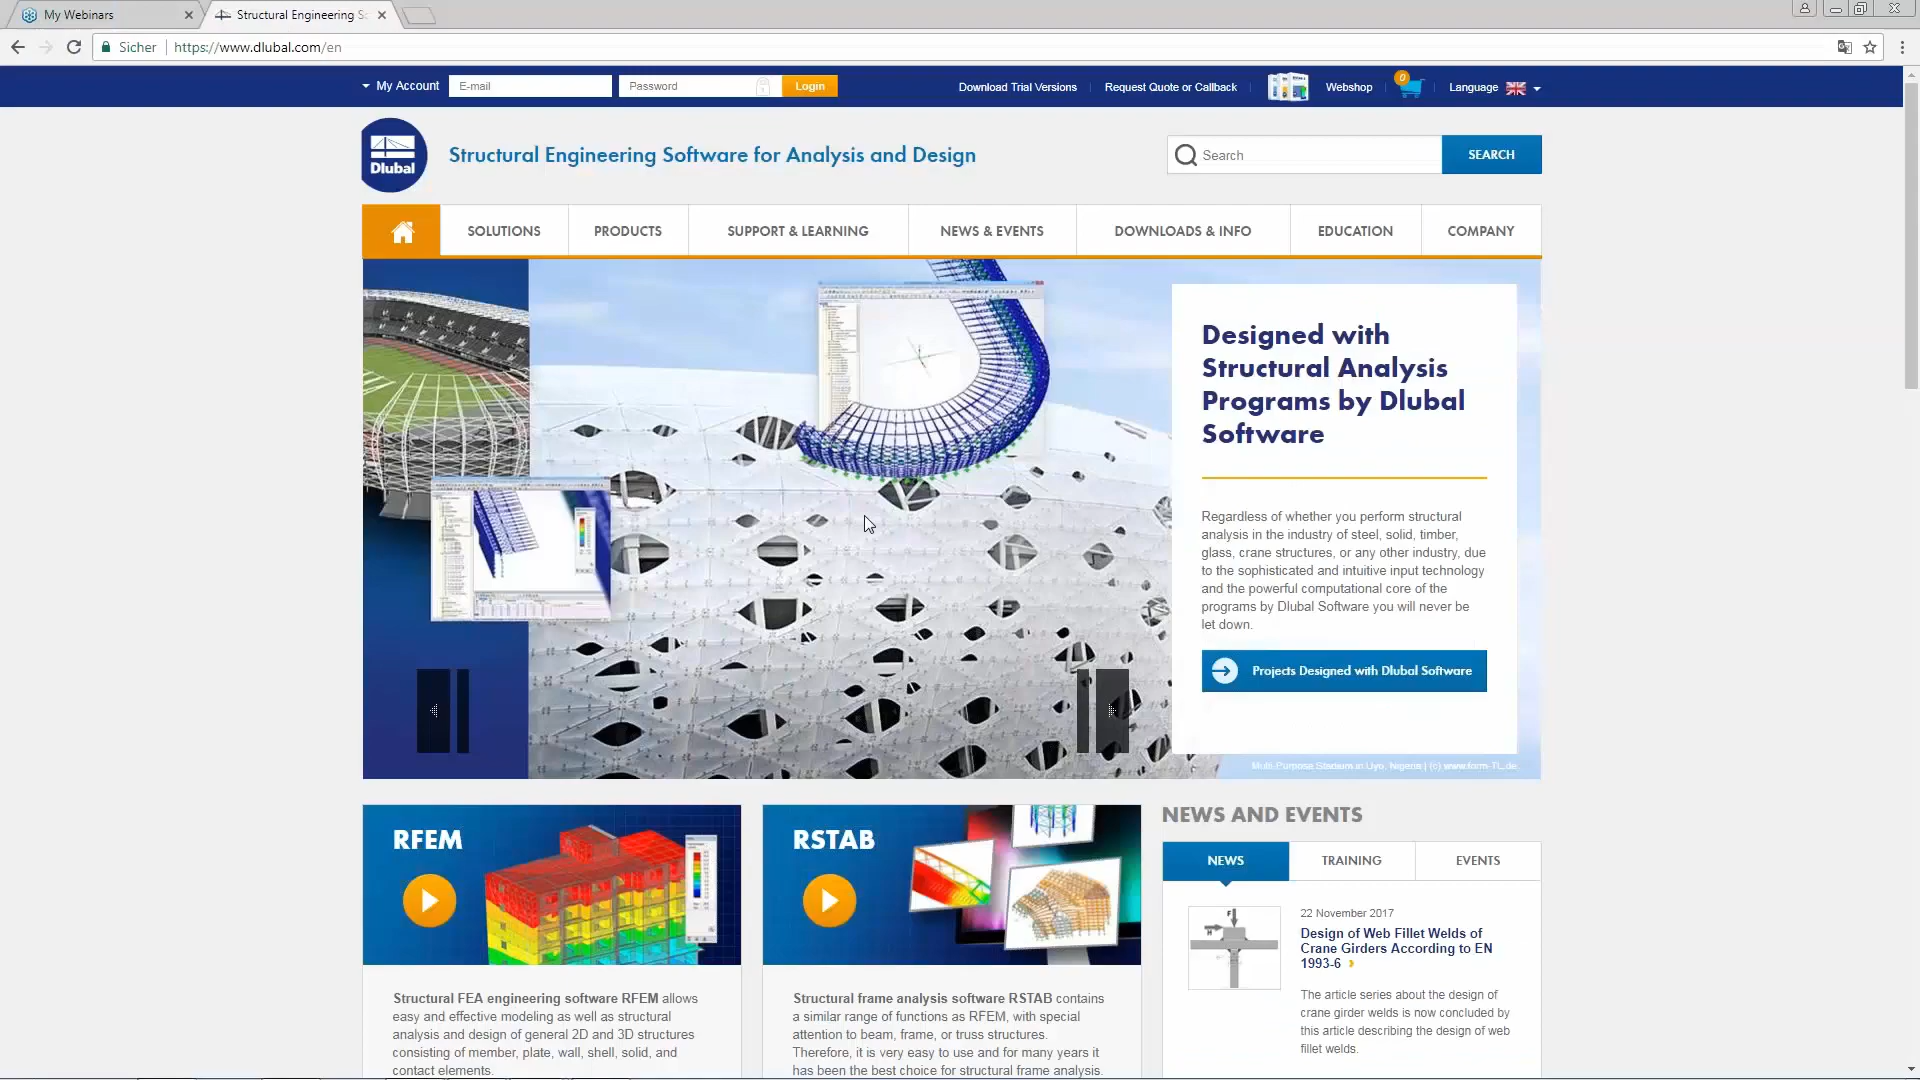 My Webinars
Structural Engineering S
Sicher https://www.dlubal.com/en
My Account E-mail Password Login Download Trial Versions Request Quote or Callback Webshop 0 Language
Dlubal
Structural Engineering Software for Analysis and Design
Search SEARCH
SOLUTIONS PRODUCTS SUPPORT & LEARNING NEWS & EVENTS DOWNLOADS & INFO EDUCATION COMPANY
Designed with
Structural Analysis
Programs by Dlubal
Software
Regardless of whether you perform structural
analysis in the industry of steel, solid, timber,
glass, crane structures, or any other industry, due
to the sophisticated and intuitive input technology
and the powerful computational core of the
programs by Dlubal Software you will never be
let down.
Projects Designed with Dlubal Software
Multi-Purpose Stadium in Uyo, Nigeria | (c) www.form-TL.de
RFEM
Structural FEA engineering software RFEM allows
easy and effective modeling as well as structural
analysis and design of general 2D and 3D structures
consisting of member, plate, wall, shell, solid, and
contact elements.
RSTAB
Structural frame analysis software RSTAB contains
a similar range of functions as RFEM, with special
attention to beam, frame, or truss structures.
Therefore, it is very easy to use and for many years it
has been the best choice for structural frame analysis.
NEWS AND EVENTS
NEWS TRAINING EVENTS
22 November 2017
Design of Web Fillet Welds of
Crane Girders According to EN
1993-6
The article series about the design of
crane girder welds is now concluded by
this article describing the design of web
fillet welds.